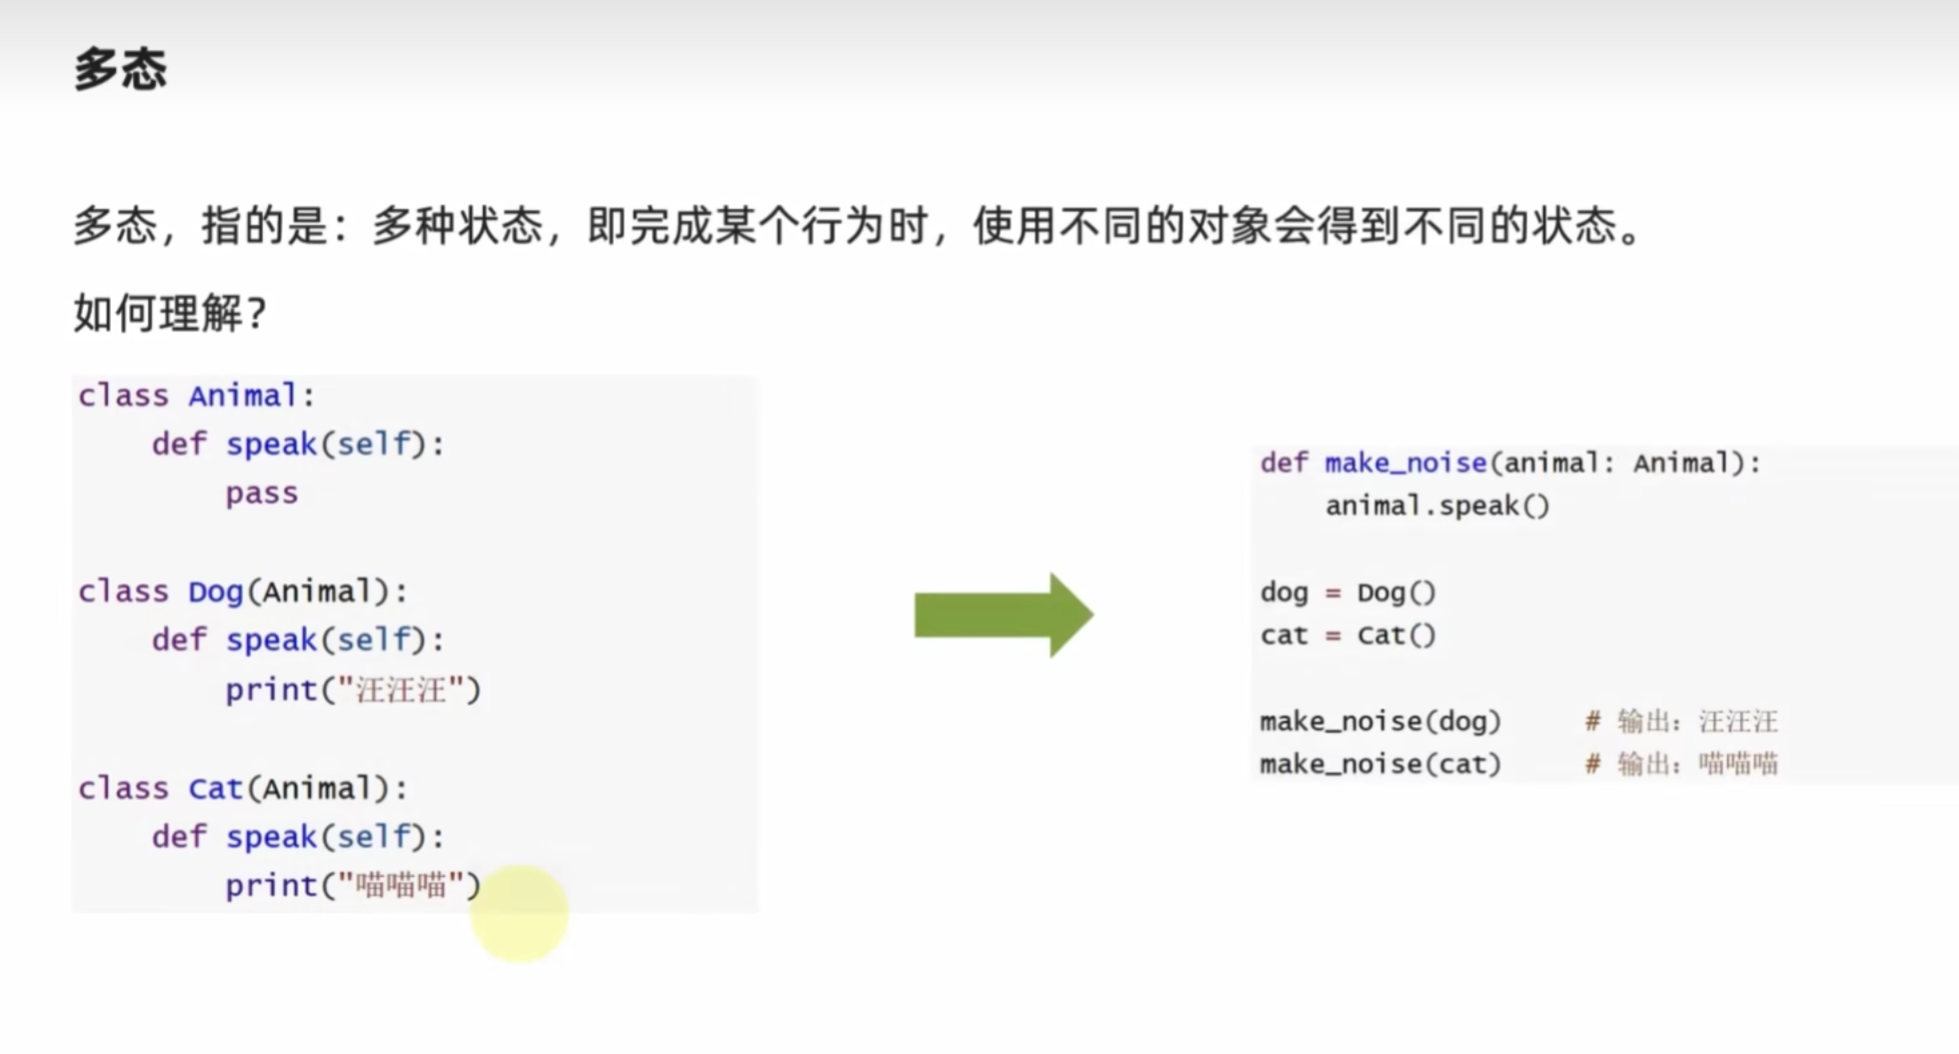 多态
多态，指的是：多种状态，即完成某个行为时，使用不同的对象会得到不同的状态。
如何理解？
class Animal:
    def speak(self):
        pass
class Dog(Animal):
    def speak(self):
        print("汪汪汪")
class Cat(Animal):
    def speak(self):
        print("喵喵喵")
def make_noise(animal: Animal):
    animal.speak()
dog = Dog()
cat = Cat()
make_noise(dog)     # 输出：汪汪汪
make_noise(cat)     # 输出：喵喵喵